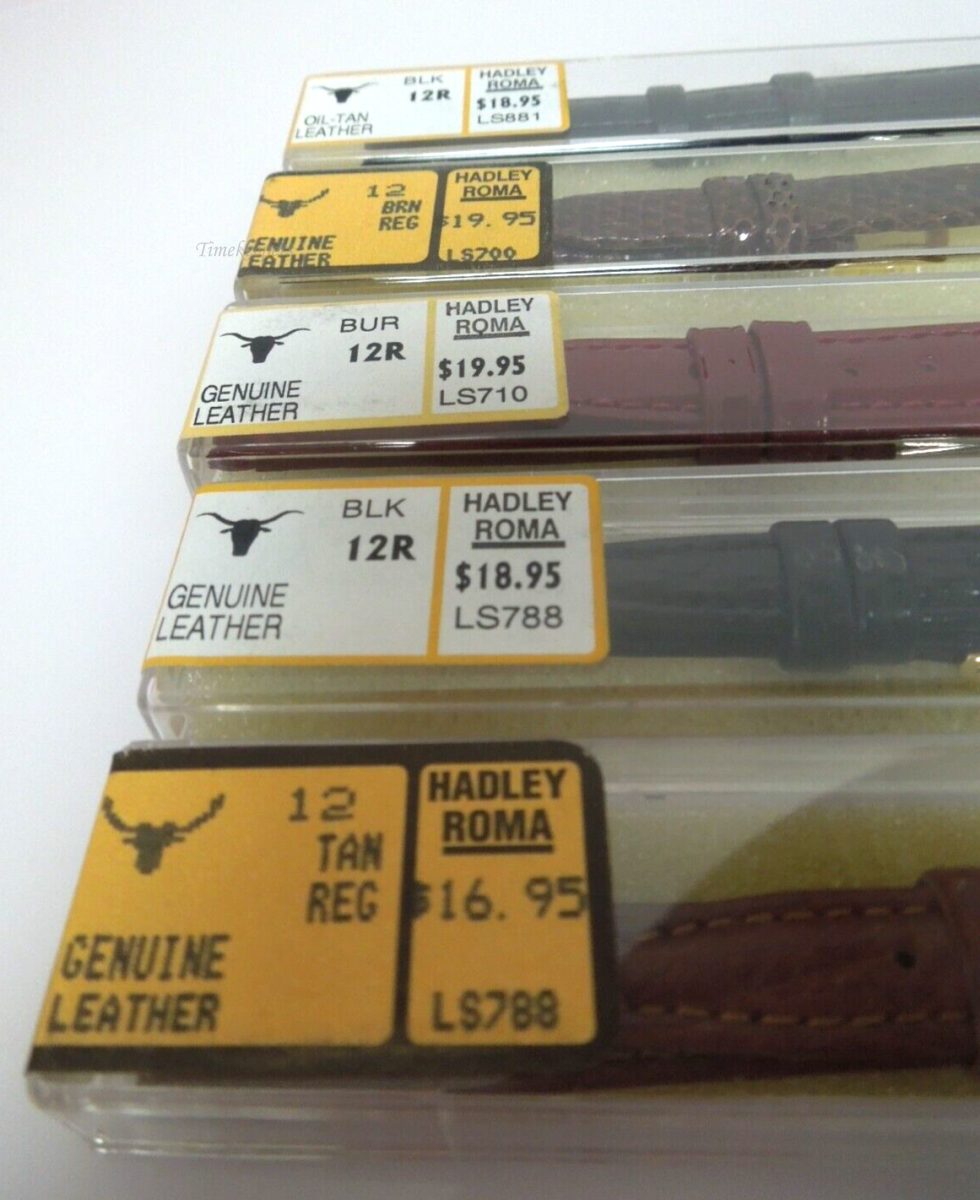 BLK
12R
OIL-TAN
LEATHER
HADLEY
ROMA
$18.95
LS881
12
BRN
REG
GENUINE
LEATHER
HADLEY
ROMA
$19.95
BUR
12R
GENUINE
LEATHER
HADLEY
ROMA
$19.95
LS710
BLK
12R
GENUINE
LEATHER
HADLEY
ROMA
$18.95
LS788
12
TAN
REG
GENUINE
LEATHER
HADLEY
ROMA
$16.95
LS788